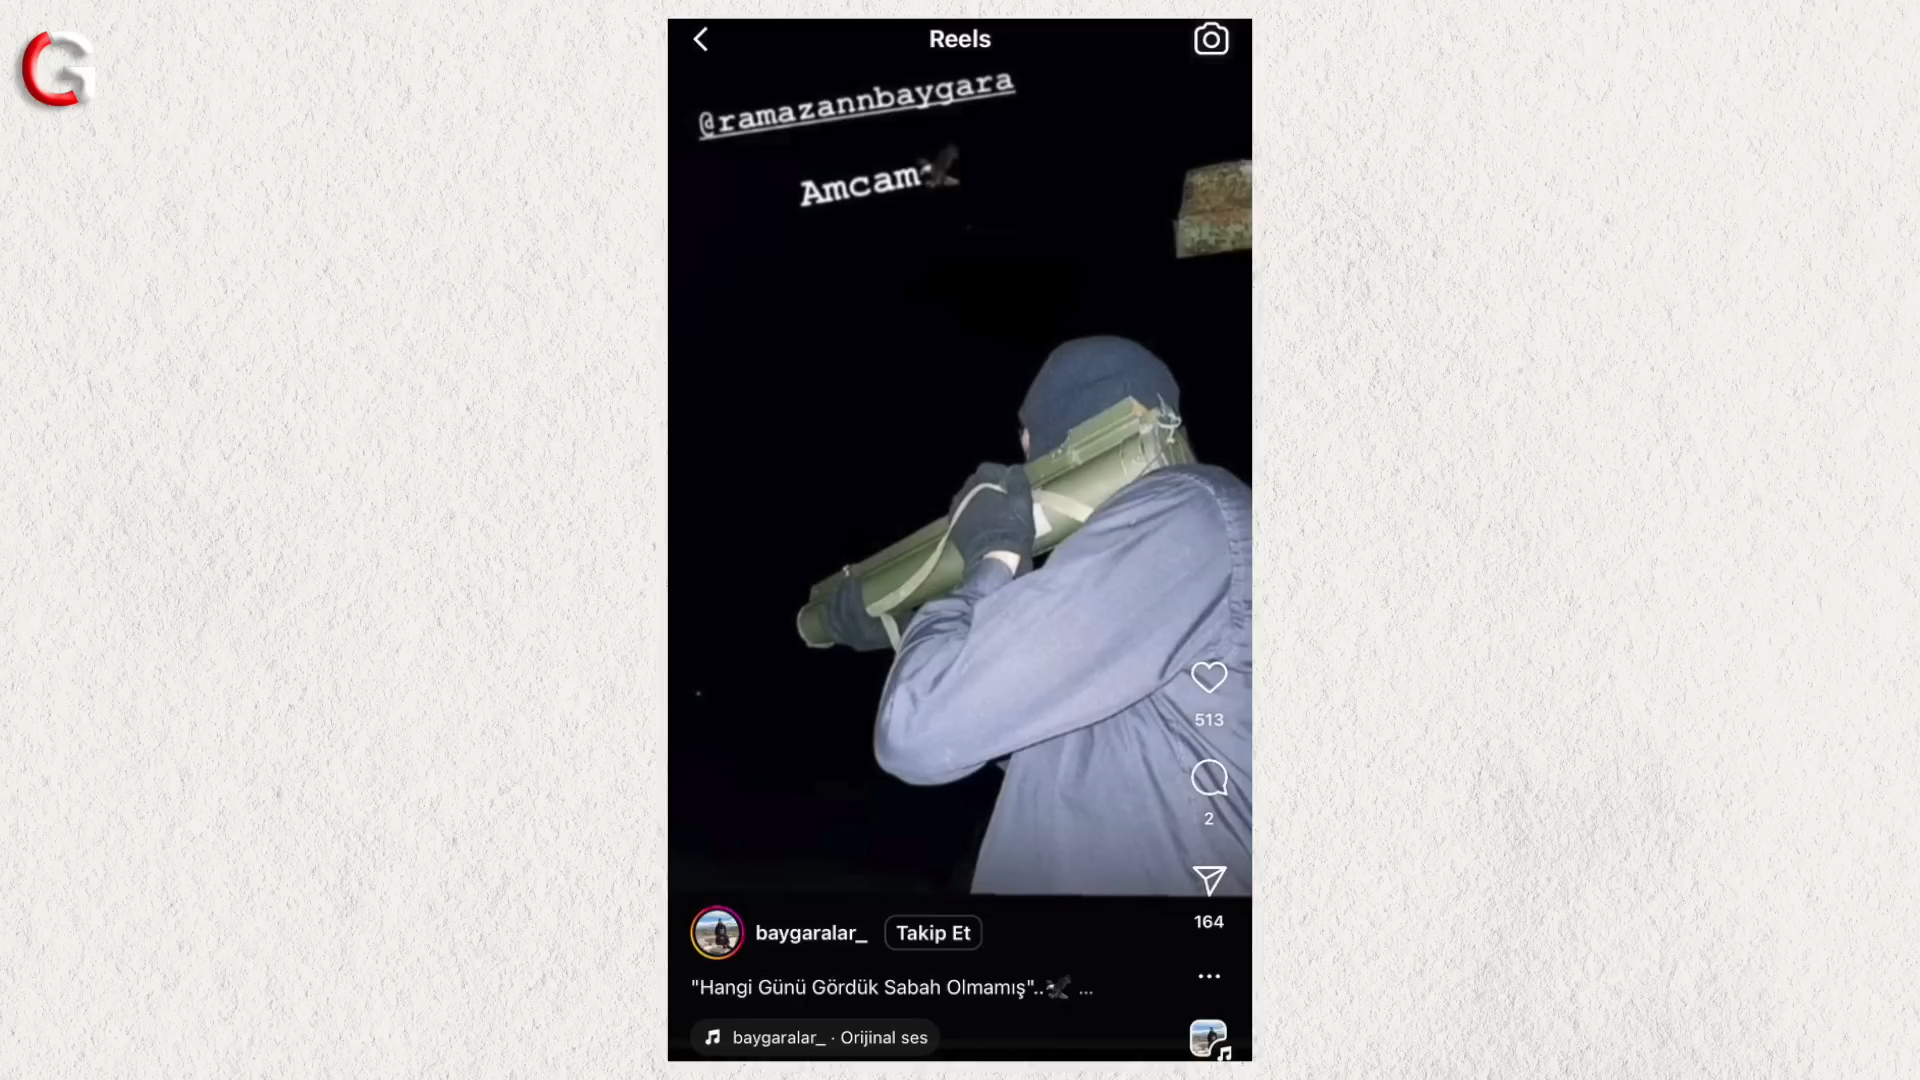 Reels
@ramazannbaygara
Amcam
513
2
164
baygaralar_ Takip Et
"Hangi Günü Gördük Sabah Olmamış".. ...
baygaralar_ · Orijinal ses